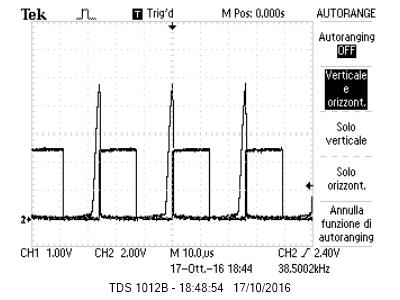 Tek T Trig'd M Pos: 0.000s AUTORANGE
Autoranging
OFF
Verticale
e
orizzont.
Solo
verticale
Solo
orizzont.
Annulla
funzione di
autoranging
2
CH1 1.00V CH2 2.00V M 10.0µs CH2 2.40V
17-Ott.-16 18:44 38.5002kHz
TDS 1012B - 18:48:54 17/10/2016